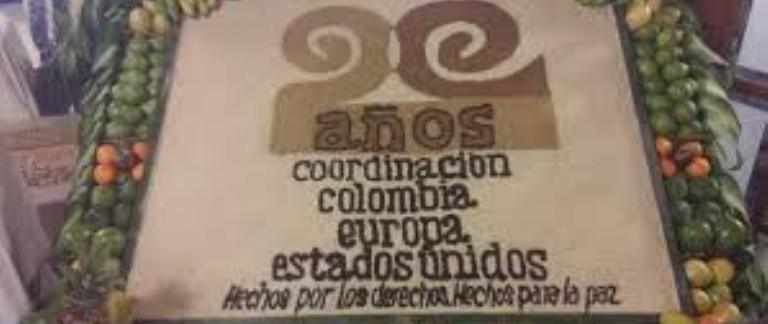 20
años
coordinación
colombia
europa
estados unidos
Hechos por los derechos. Hechos para la paz